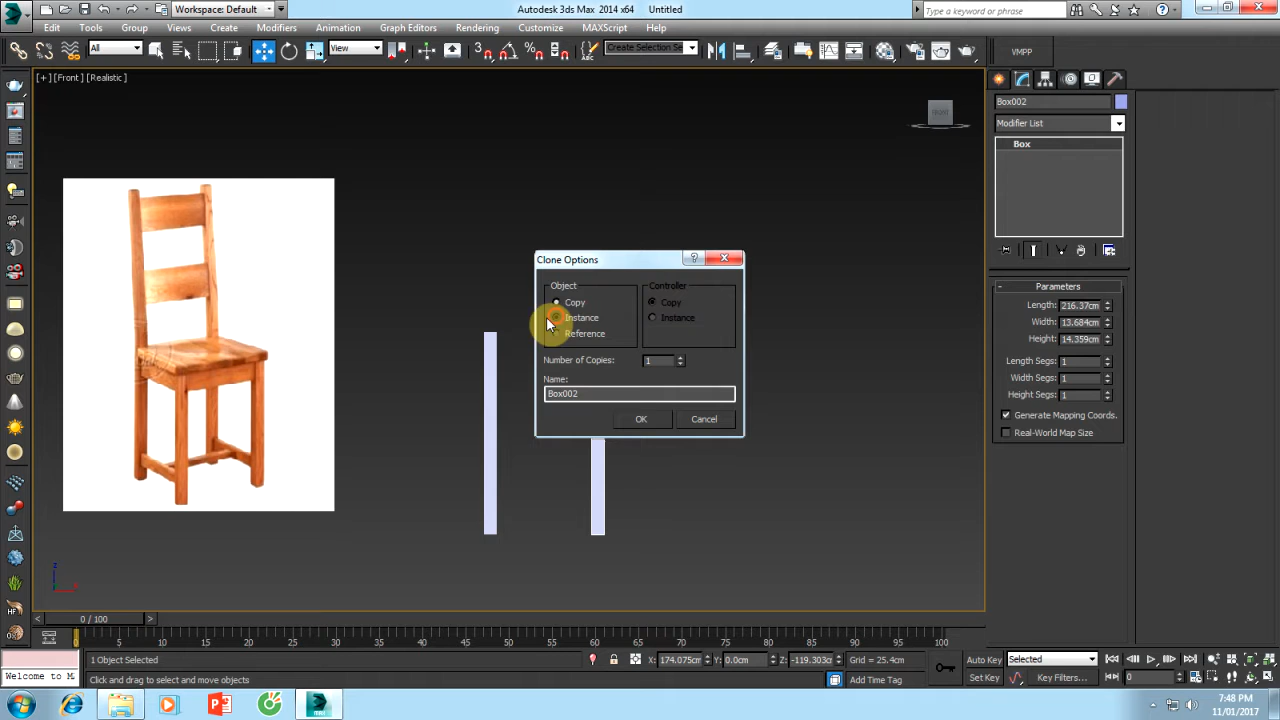 Workspace: Default
Autodesk 3ds Max 2014 x64 Untitled
Type a keyword or phrase
Edit Tools Group Views Create Modifiers Animation Graph Editors Rendering Customize MAXScript Help
All
View
Create Selection Se
VMPP
[+] [Front] [Realistic]
FRONT
Box002
Modifier List
Box
Clone Options
Object
Controller
Copy
Copy
Instance
Instance
Reference
Number of Copies: 1
Name:
Box002
OK
Cancel
Parameters
Length: 216.37cm
Width: 13.684cm
Height: 14.359cm
Length Segs: 1
Width Segs: 1
Height Segs: 1
Generate Mapping Coords.
Real-World Map Size
HF
z
x
< 0 / 100 >
0 5 10 15 20 25 30 35 40 45 50 55 60 65 70 75 80 85 90 95 100
1 Object Selected
X: 174.075cm Y: 0.0cm Z: -119.303cm Grid = 25.4cm
Auto Key Selected
Welcome to M
Click and drag to select and move objects
Add Time Tag
Set Key Key Filters... 0
7:48 PM
11/01/2017